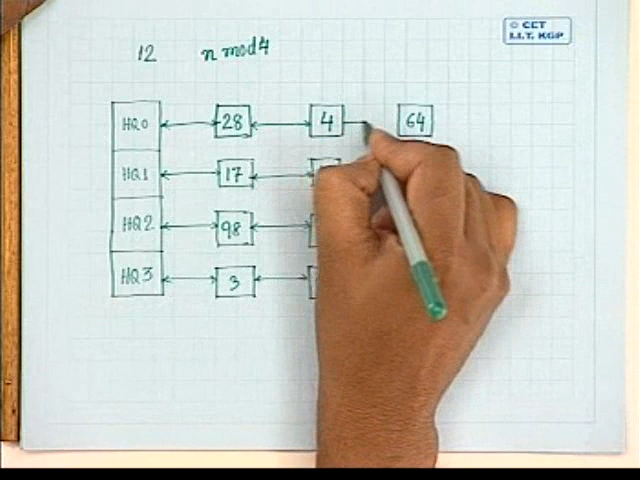 © CET
I.I.T. KGP
12 n mod 4
HQ0 28 4 64
HQ1 17
HQ2 98
HQ3 3